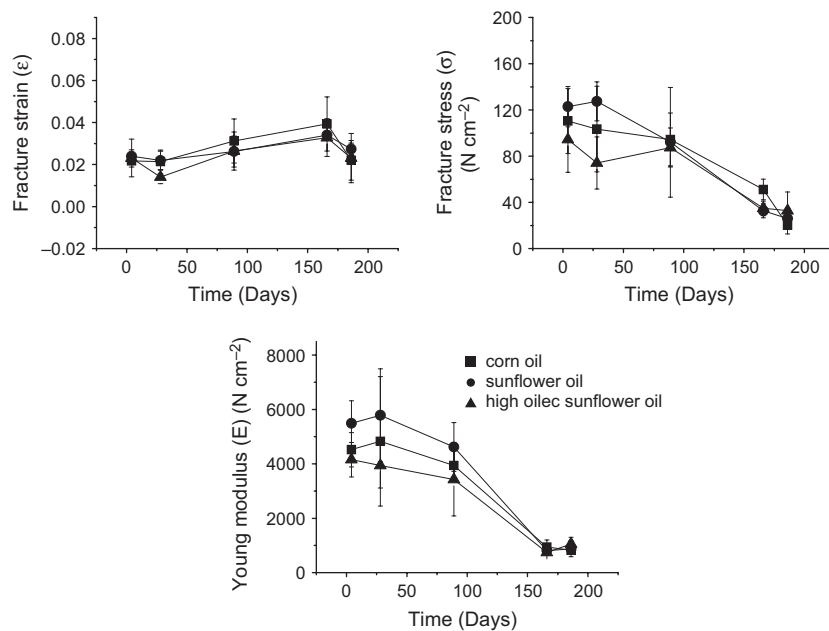 Fracture strain (ε)
0.08
0.06
0.04
0.02
0.00
–0.02
0 50 100 150 200
Time (Days)
Fracture stress (σ)
(N cm–2)
200
160
120
80
40
0
0 50 100 150 200
Time (Days)
Young modulus (E) (N cm–2)
8000
6000
4000
2000
0
0 50 100 150 200
Time (Days)
corn oil
sunflower oil
high oilec sunflower oil